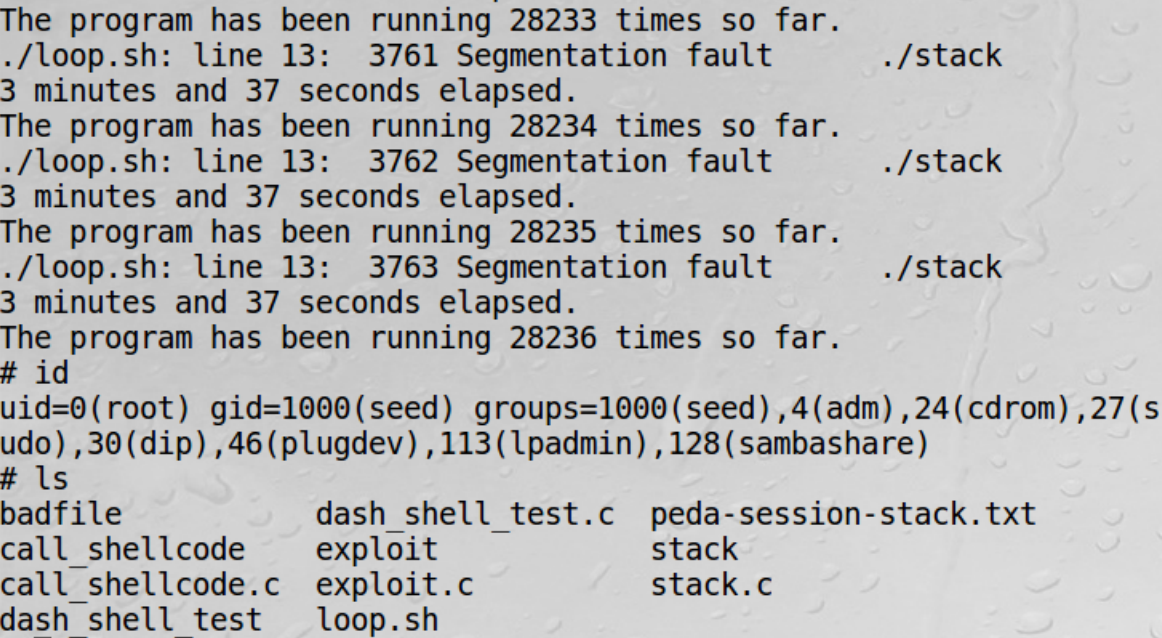 The program has been running 28233 times so far.
./loop.sh: line 13:  3761 Segmentation fault      ./stack
3 minutes and 37 seconds elapsed.
The program has been running 28234 times so far.
./loop.sh: line 13:  3762 Segmentation fault      ./stack
3 minutes and 37 seconds elapsed.
The program has been running 28235 times so far.
./loop.sh: line 13:  3763 Segmentation fault      ./stack
3 minutes and 37 seconds elapsed.
The program has been running 28236 times so far.
# id
uid=0(root) gid=1000(seed) groups=1000(seed),4(adm),24(cdrom),27(s
udo),30(dip),46(plugdev),113(lpadmin),128(sambashare)
# ls
badfile           dash_shell_test.c  peda-session-stack.txt
call_shellcode    exploit            stack
call_shellcode.c  exploit.c          stack.c
dash_shell_test   loop.sh